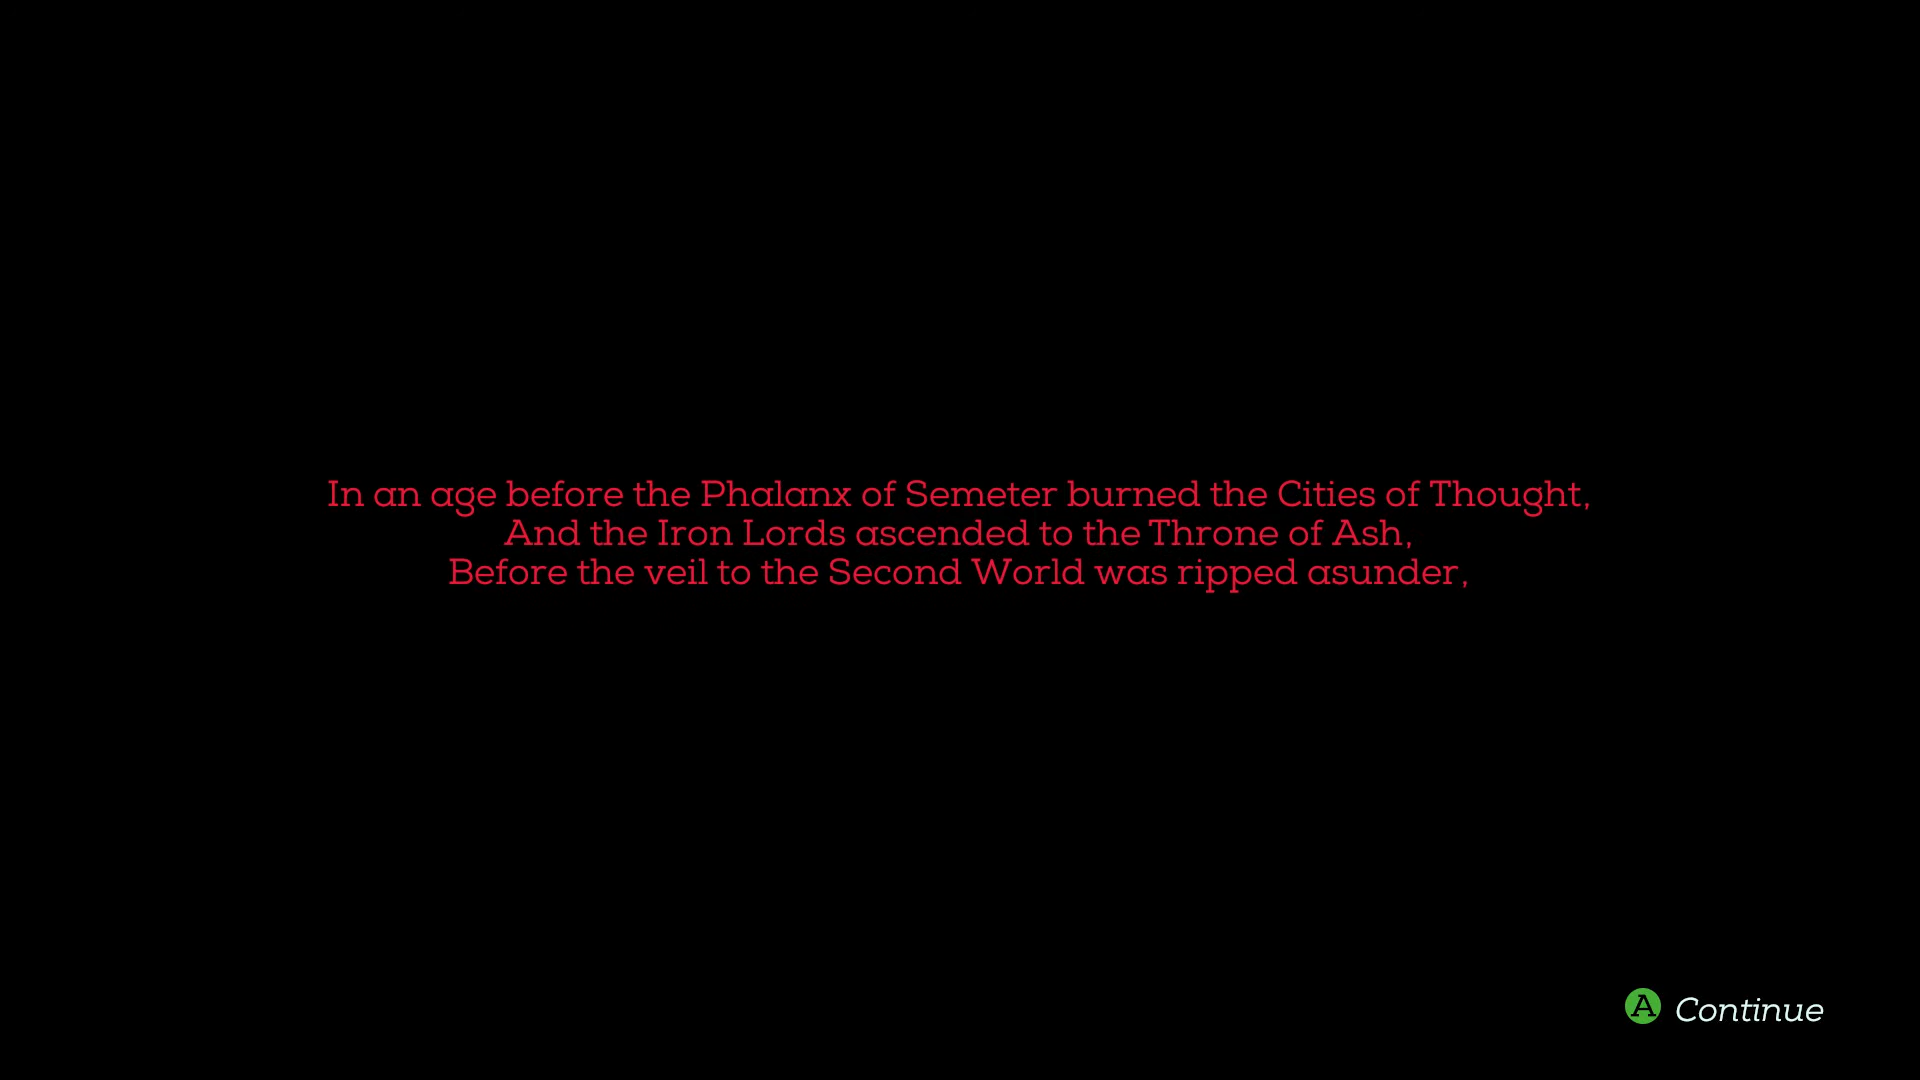 In an age before the Phalanx of Semeter burned the Cities of Thought,
And the Iron Lords ascended to the Throne of Ash,
Before the veil to the Second World was ripped asunder,
A Continue